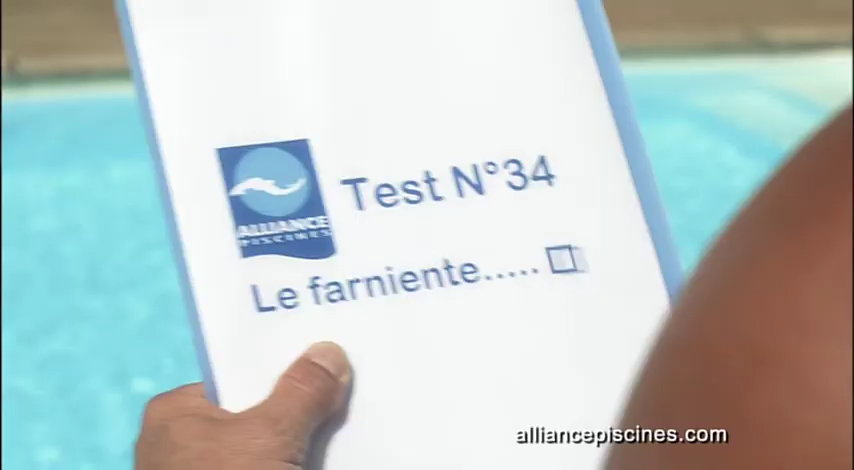 ALLIANCE
PISCINES
Test N°34
Le farniente.....
alliancepiscines.com